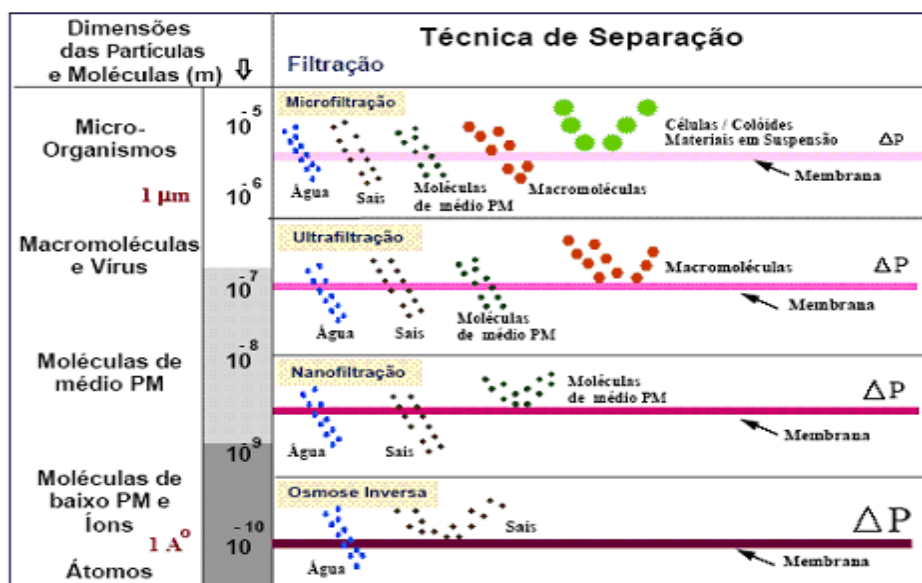 Dimensões
das Partículas
e Moléculas (m)
Técnica de Separação
Filtração
Micro-
Organismos
1 µm
Macromoléculas
e Vírus
Moléculas de
médio PM
Moléculas de
baixo PM e
Íons
1 Aº
Átomos
10⁻⁵
10⁻⁶
10⁻⁷
10⁻⁸
10⁻⁹
10⁻¹⁰
Microfiltração
Água
Sais
Moléculas
de médio PM
Macromoléculas
Células / Colóides
Materiais em Suspensão
ΔP
Membrana
Ultrafiltração
Água
Sais
Moléculas
de médio PM
Macromoléculas
ΔP
Membrana
Nanofiltração
Água
Sais
Moléculas
de médio PM
ΔP
Membrana
Osmose Inversa
Água
Sais
ΔP
Membrana